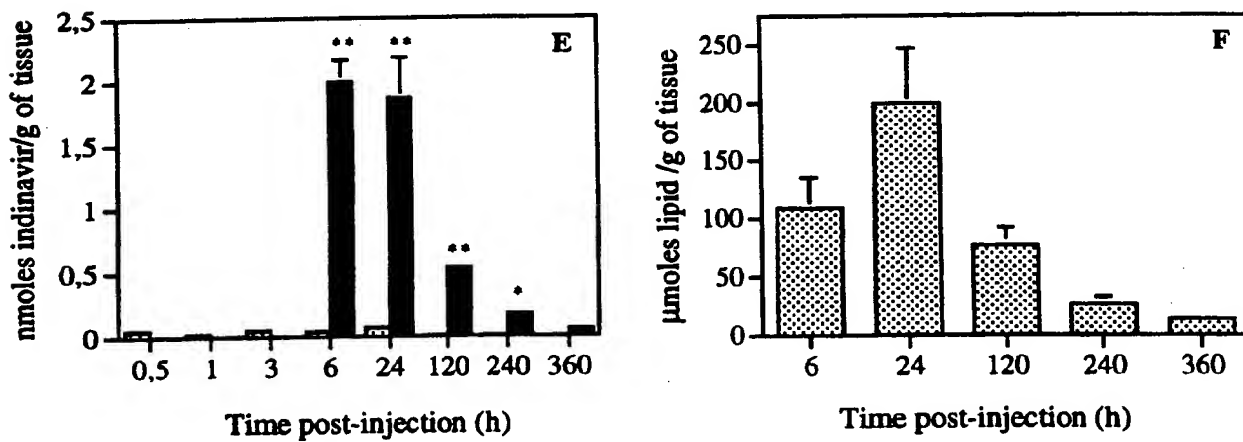 nmoles indinavir/g of tissue
2,5
2
1,5
1
0,5
0
** ** ** *
E
0,5 1 3 6 24 120 240 360
Time post-injection (h)
µmoles lipid /g of tissue
250
200
150
100
50
0
F
6 24 120 240 360
Time post-injection (h)